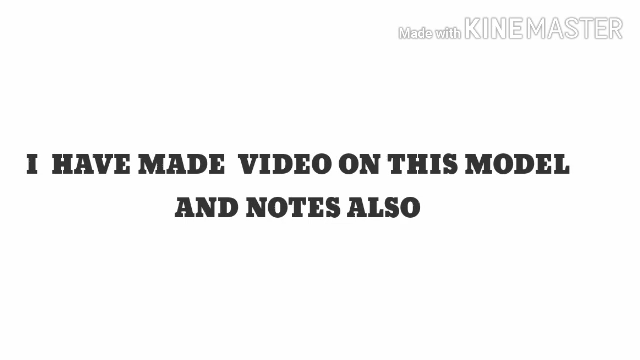 Made with KINEMASTER
I HAVE MADE VIDEO ON THIS MODEL
AND NOTES ALSO